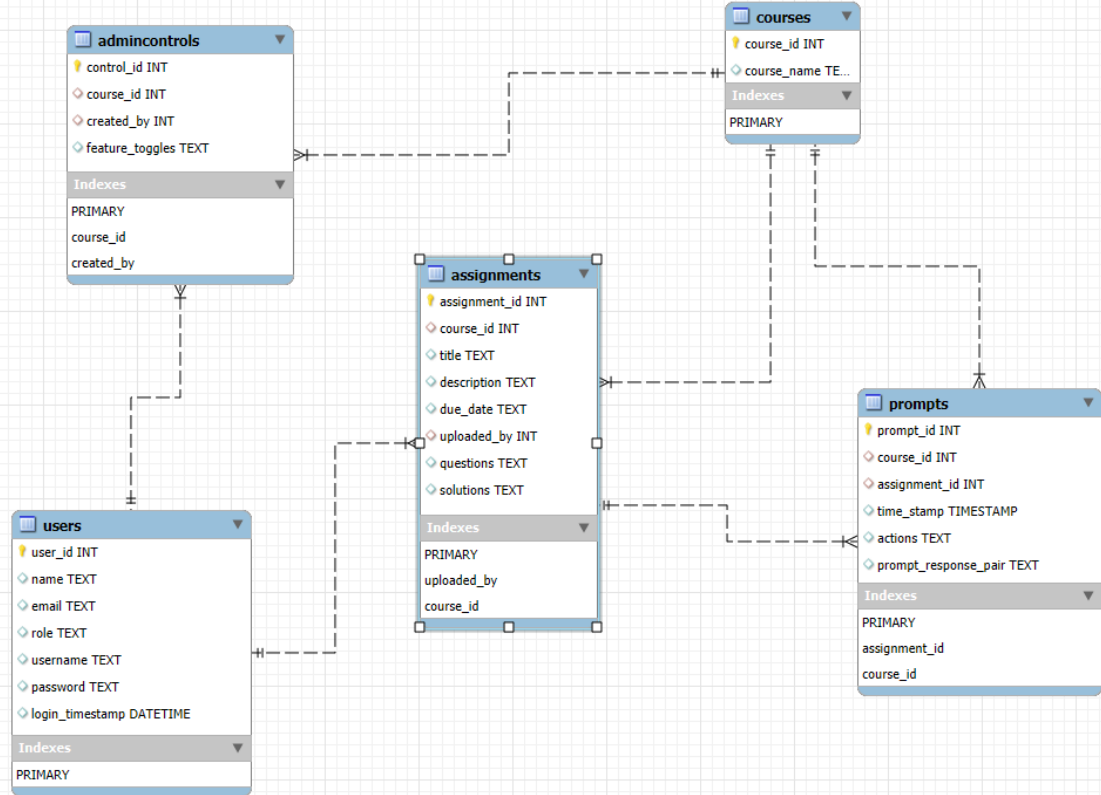 admincontrols
control_id INT
course_id INT
created_by INT
feature_toggles TEXT
Indexes
PRIMARY
course_id
created_by
courses
course_id INT
course_name TE...
Indexes
PRIMARY
assignments
assignment_id INT
course_id INT
title TEXT
description TEXT
due_date TEXT
uploaded_by INT
questions TEXT
solutions TEXT
Indexes
PRIMARY
uploaded_by
course_id
prompts
prompt_id INT
course_id INT
assignment_id INT
time_stamp TIMESTAMP
actions TEXT
prompt_response_pair TEXT
Indexes
PRIMARY
assignment_id
course_id
users
user_id INT
name TEXT
email TEXT
role TEXT
username TEXT
password TEXT
login_timestamp DATETIME
Indexes
PRIMARY